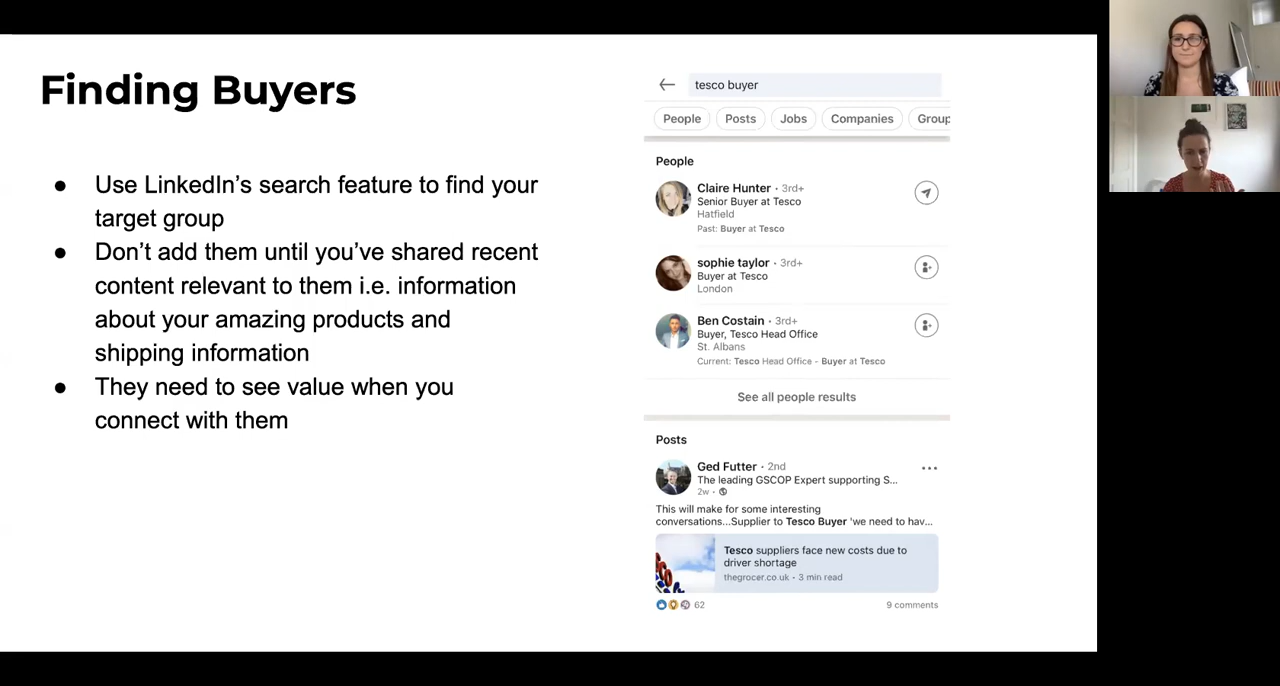 Finding Buyers
● Use LinkedIn’s search feature to find your
target group
● Don’t add them until you’ve shared recent
content relevant to them i.e. information
about your amazing products and
shipping information
● They need to see value when you
connect with them
tesco buyer
People Posts Jobs Companies Group
People
Claire Hunter • 3rd+
Senior Buyer at Tesco
Hatfield
Past: Buyer at Tesco
sophie taylor • 3rd+
Buyer at Tesco
London
Ben Costain • 3rd+
Buyer, Tesco Head Office
St. Albans
Current: Tesco Head Office - Buyer at Tesco
See all people results
Posts
Ged Futter • 2nd
The leading GSCOP Expert supporting S...
2w •
This will make for some interesting
conversations...Supplier to Tesco Buyer 'we need to hav...
Tesco suppliers face new costs due to
driver shortage
thegrocer.co.uk • 3 min read
62
9 comments